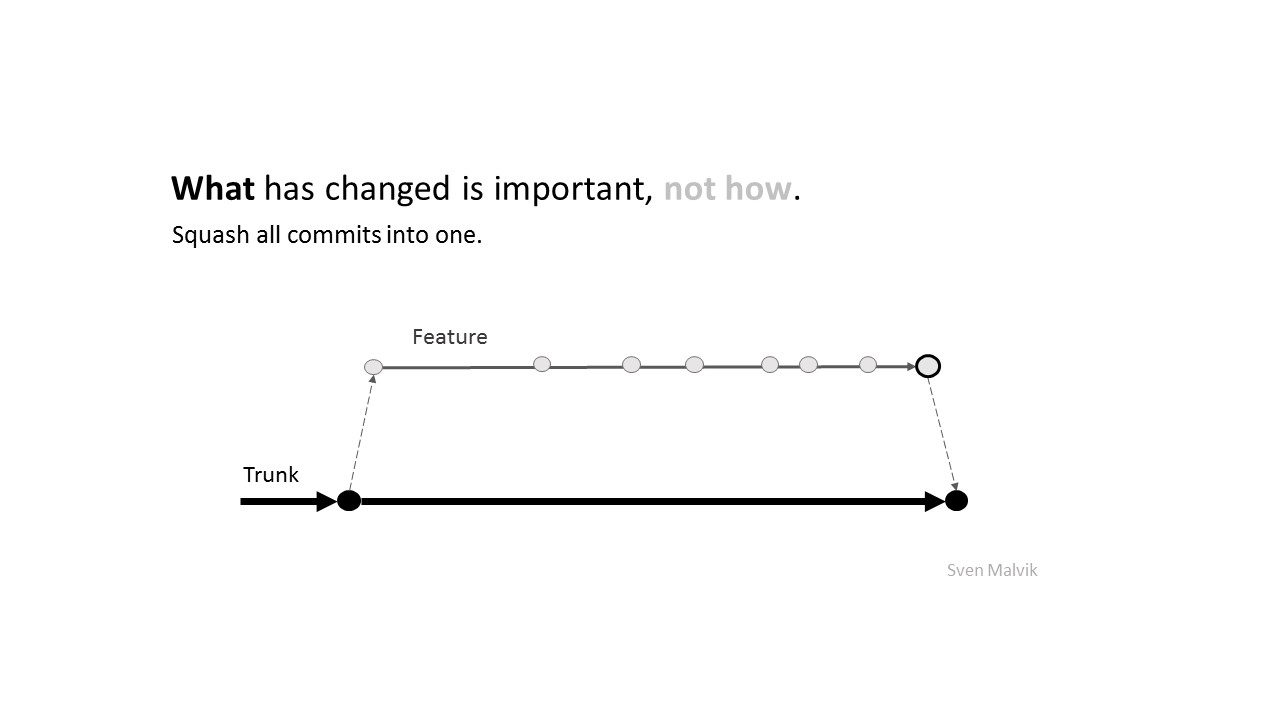 What has changed is important, not how.
Squash all commits into one.
Feature
Trunk
Sven Malvik